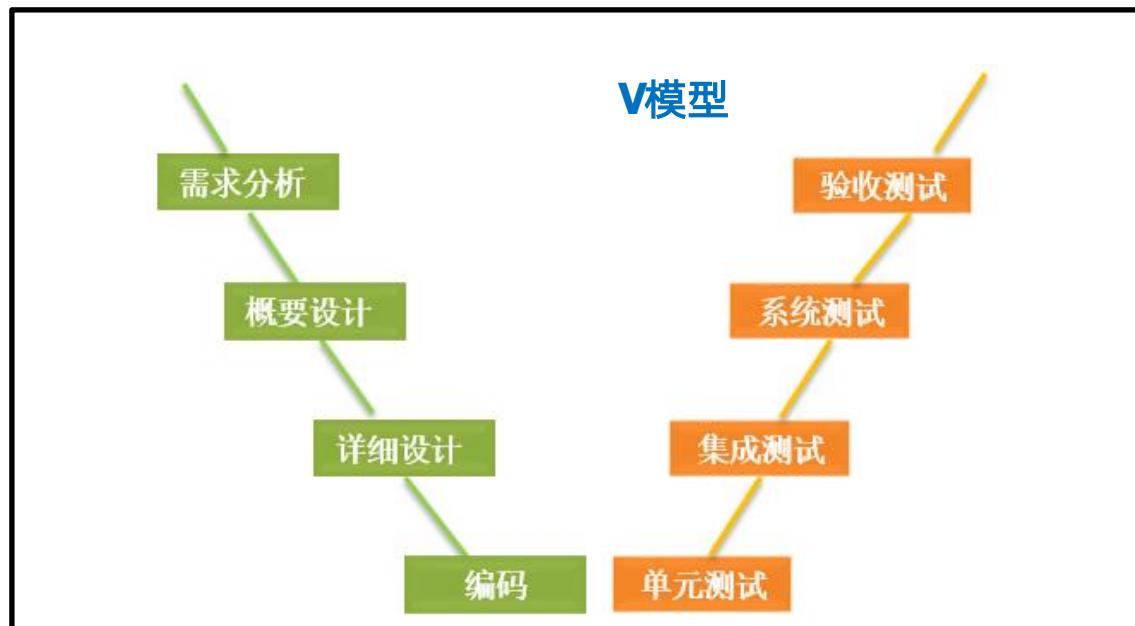 V模型
需求分析
验收测试
概要设计
系统测试
详细设计
集成测试
编码
单元测试